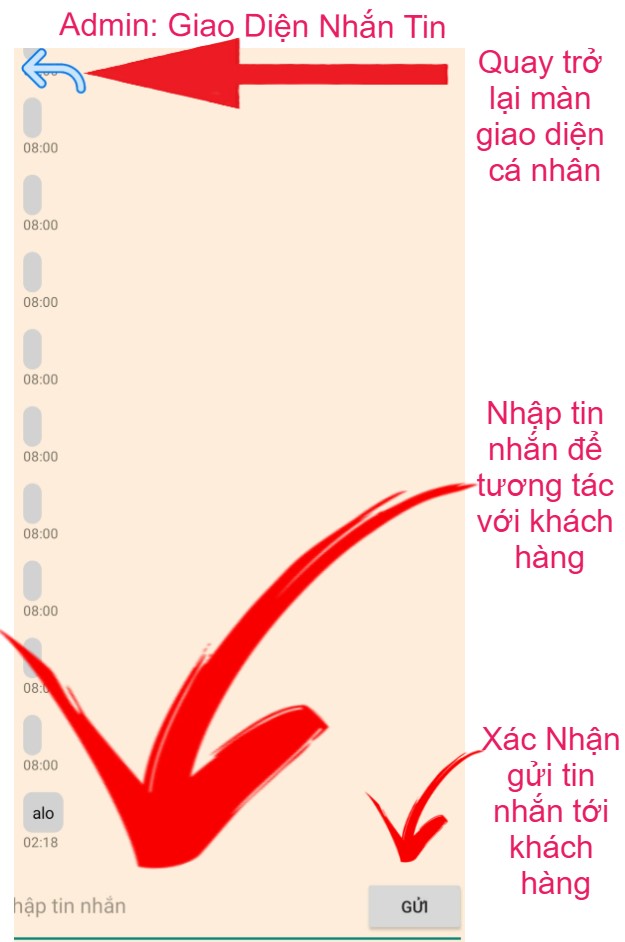 Admin: Giao Diện Nhắn Tin
Quay trở
lại màn
giao diện
cá nhân
08:00
08:00
08:00
08:00
08:00
08:00
08:00
Nhập tin
nhắn để
tương tác
với khách
hàng
08:00
08:00
alo
02:18
Xác Nhận
gửi tin
nhắn tới
khách
hàng
hập tin nhắn
GỬI